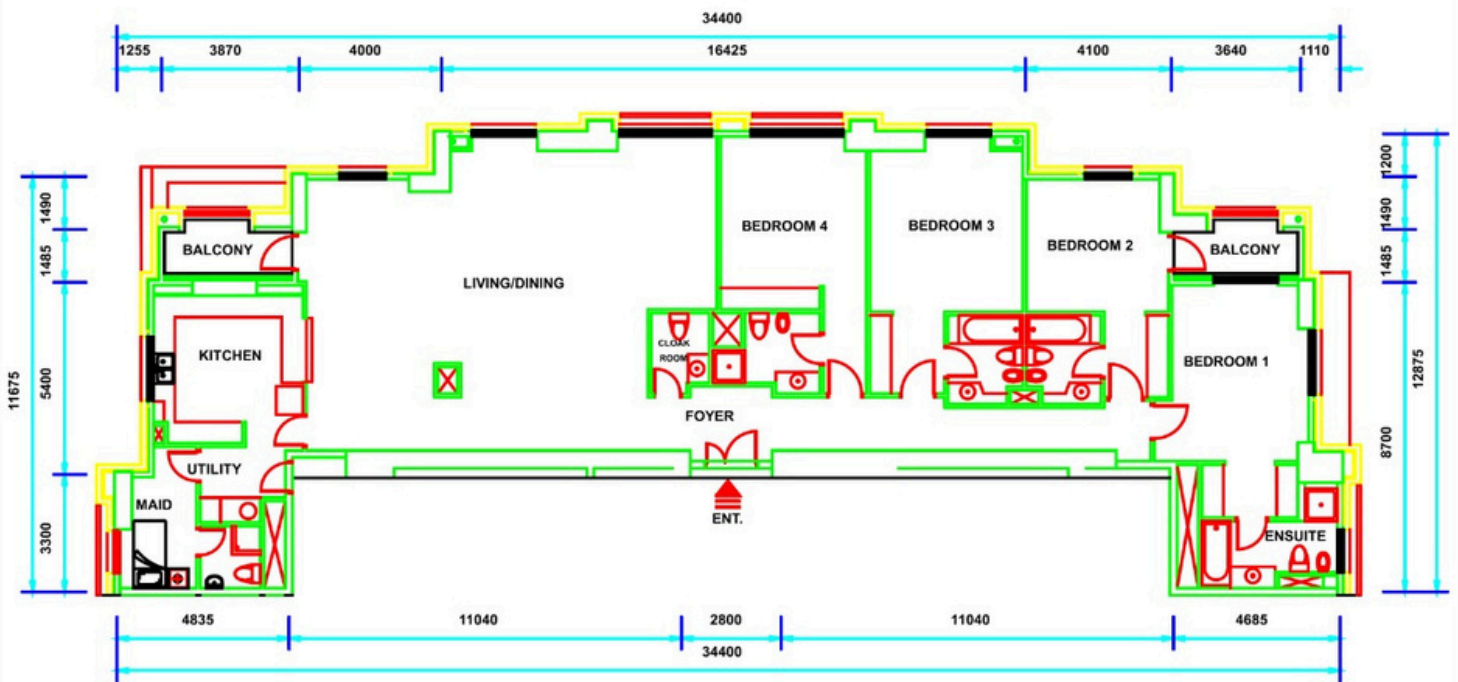 34400
1255 3870 4000 16425 4100 3640 1110
1200
1490
1490
1485
1485
11675
5400
12875
8700
3300
BALCONY
BEDROOM 4
BEDROOM 3
BEDROOM 2
BALCONY
LIVING/DINING
KITCHEN
CLOAK
ROOM
BEDROOM 1
FOYER
UTILITY
MAID
ENT.
ENSUITE
4835 11040 2800 11040 4685
34400